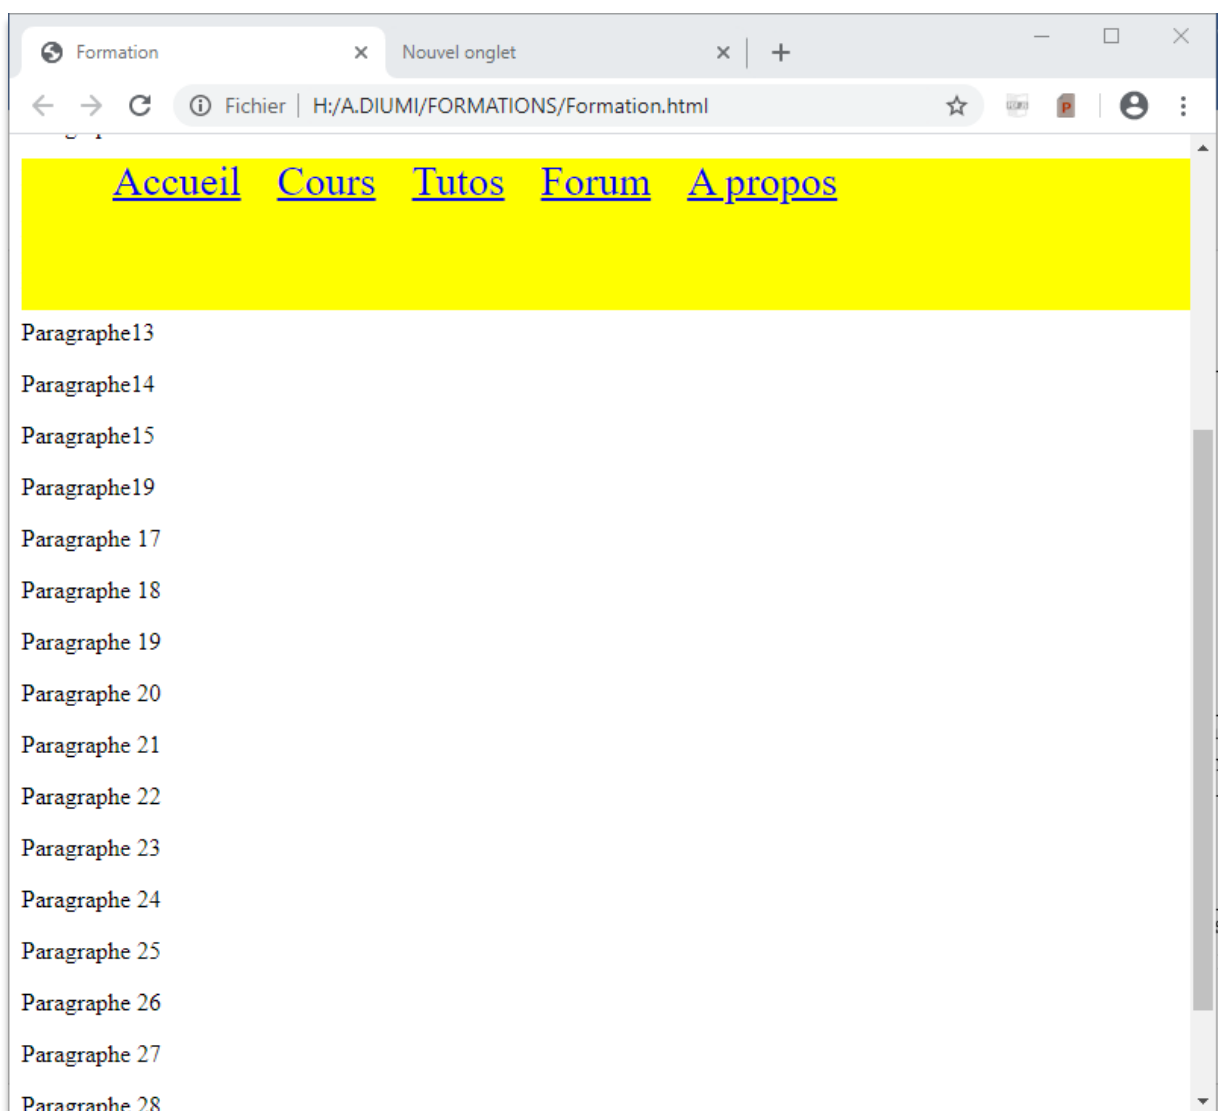 Formation
Nouvel onglet
Fichier
H:/A.DIUMI/FORMATIONS/Formation.html
Accueil Cours Tutos Forum A propos
Paragraphe13
Paragraphe14
Paragraphe15
Paragraphe19
Paragraphe 17
Paragraphe 18
Paragraphe 19
Paragraphe 20
Paragraphe 21
Paragraphe 22
Paragraphe 23
Paragraphe 24
Paragraphe 25
Paragraphe 26
Paragraphe 27
Paragraphe 28